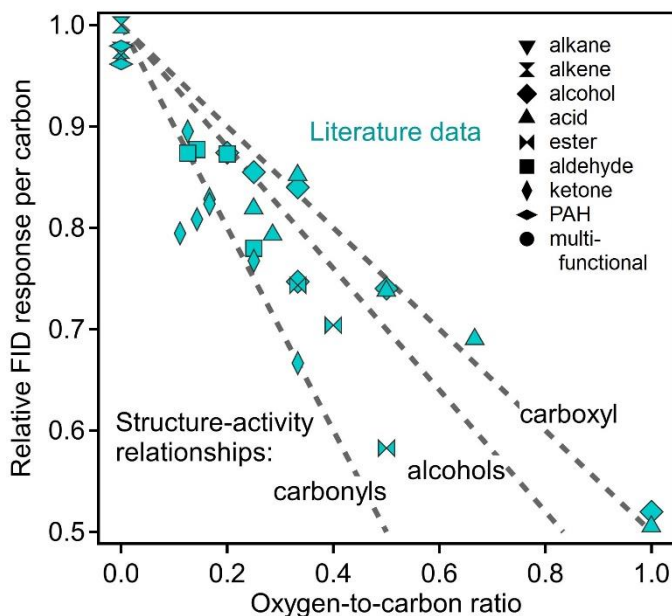 Relative FID response per carbon
1.0
0.9
0.8
0.7
0.6
0.5
0.0
0.2
0.4
0.6
0.8
1.0
Oxygen-to-carbon ratio
Literature data
alkane
alkene
alcohol
acid
ester
aldehyde
ketone
PAH
multi-
functional
Structure-activity
relationships:
carbonyls
alcohols
carboxyl